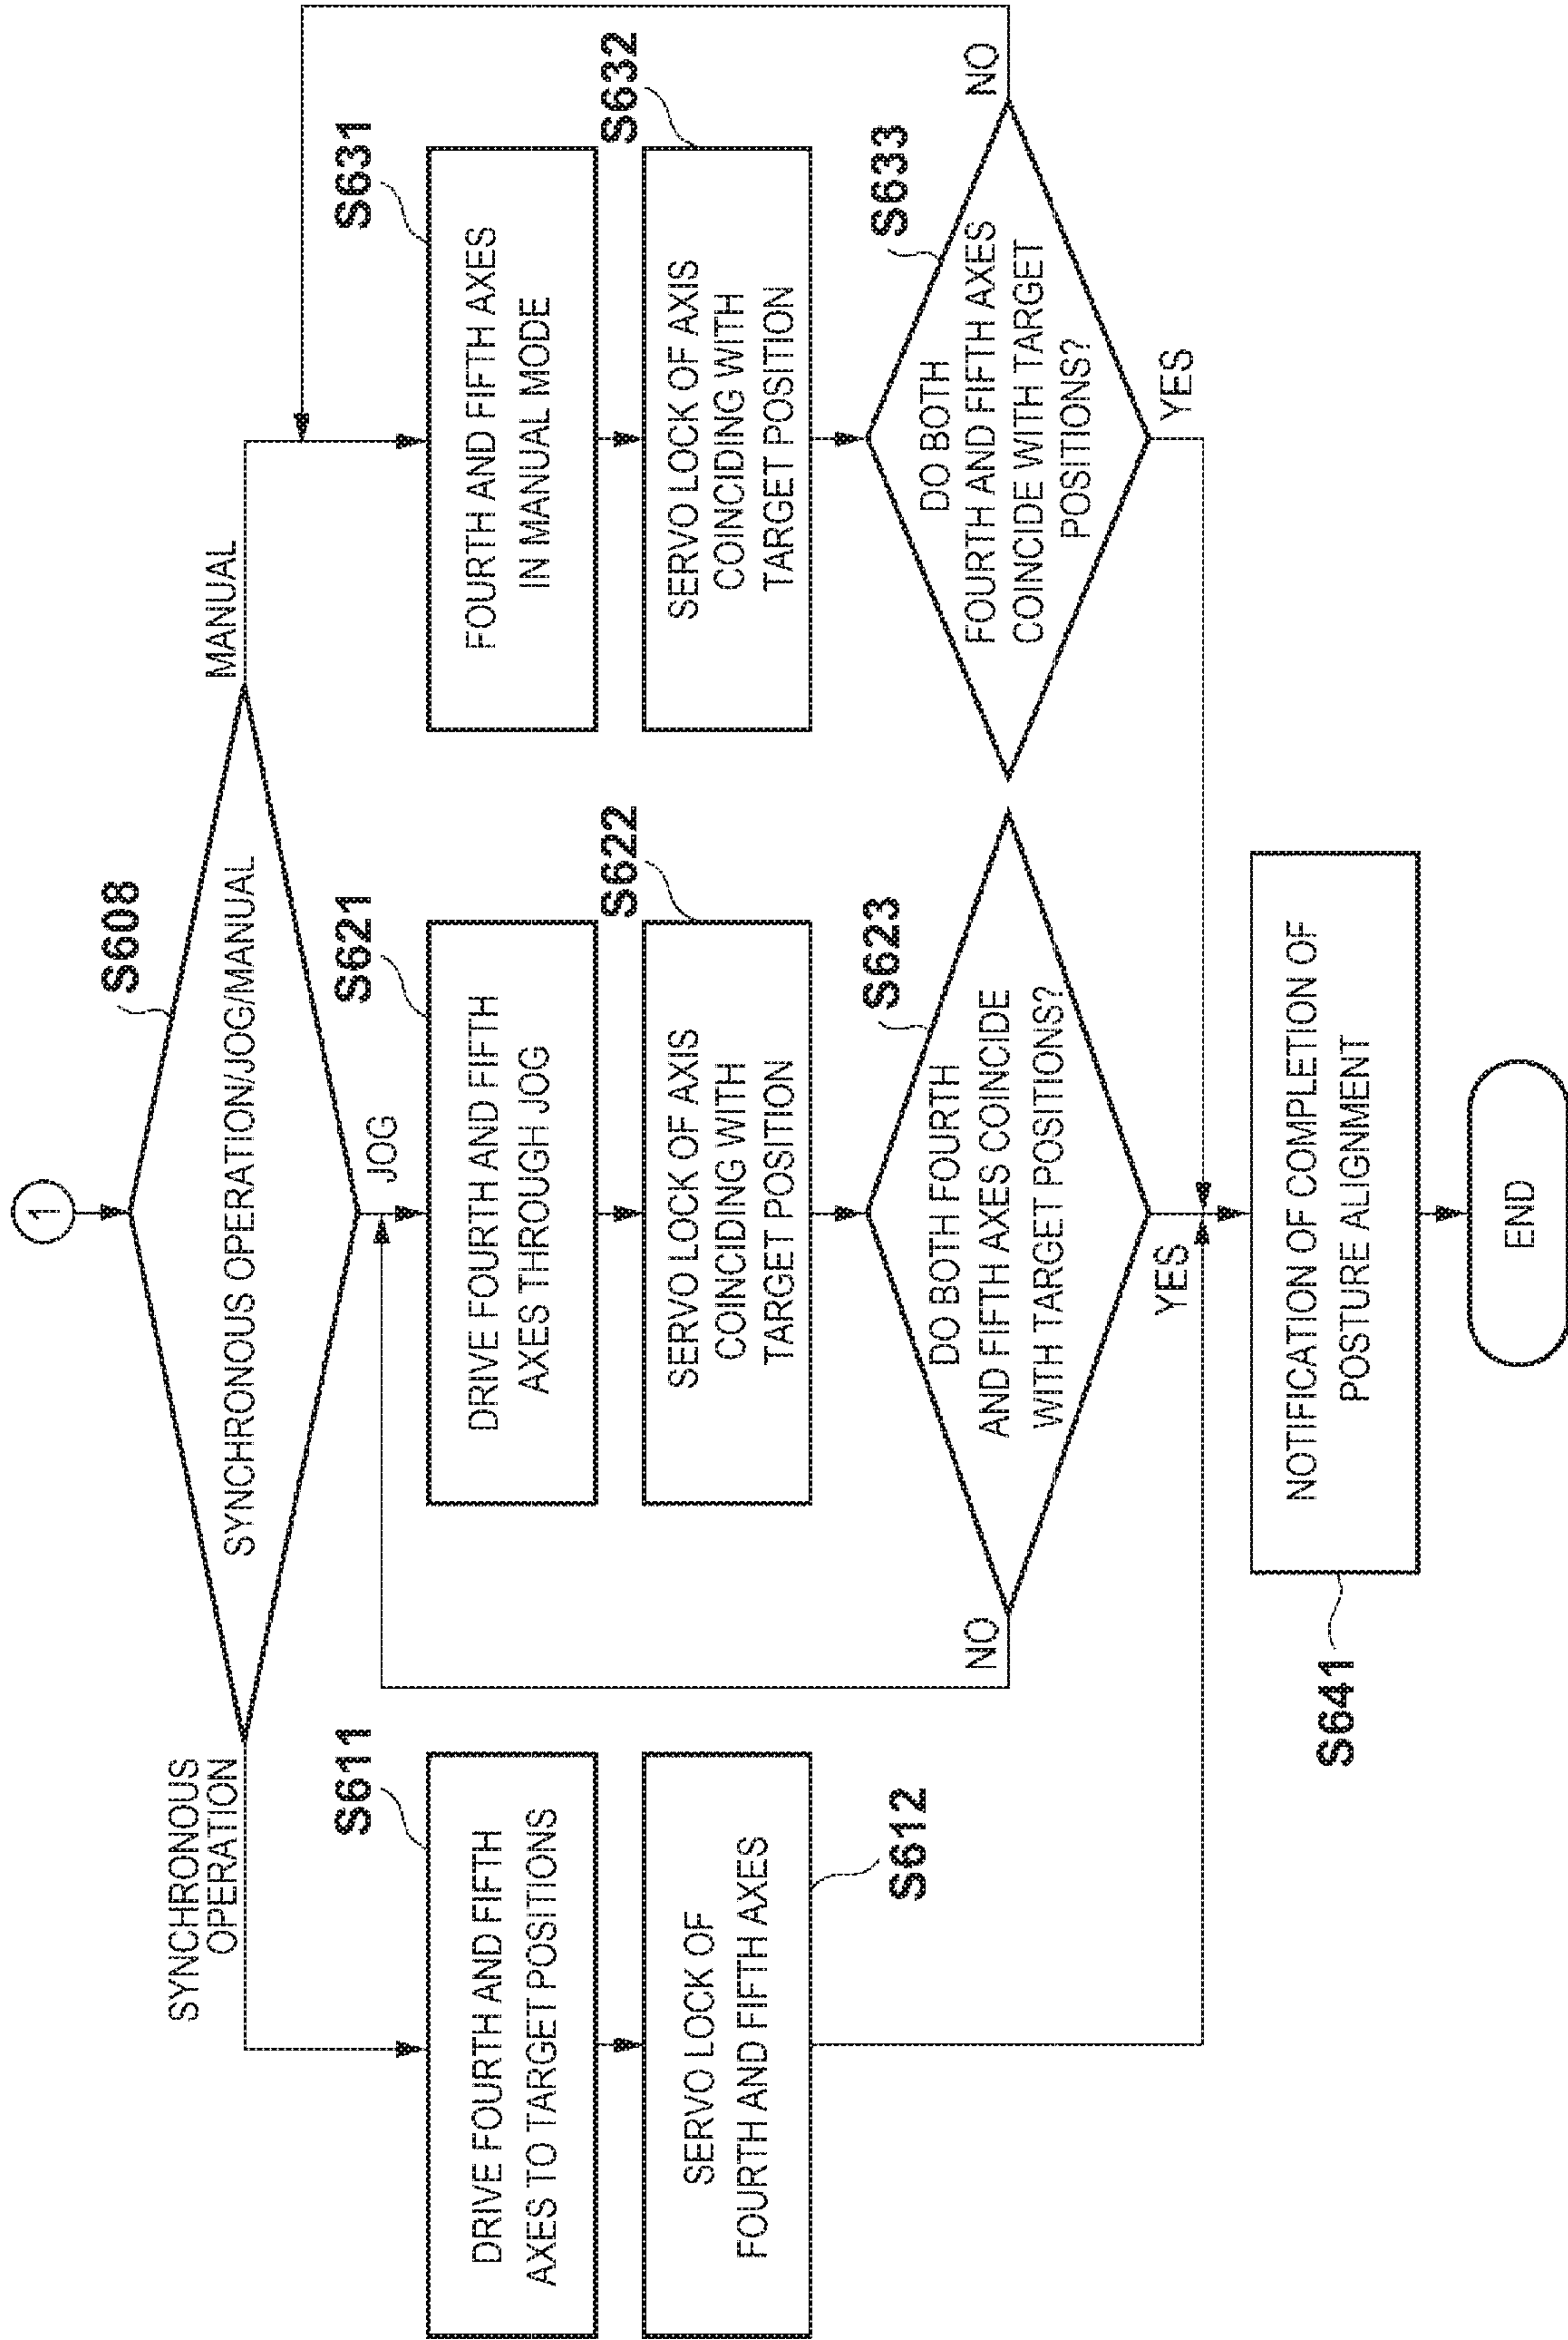 1
S608
SYNCHRONOUS OPERATION/JOG/MANUAL
SYNCHRONOUS
OPERATION
JOG
MANUAL
S611
DRIVE FOURTH AND FIFTH
AXES TO TARGET POSITIONS
SERVO LOCK OF
FOURTH AND FIFTH AXES
S612
S621
DRIVE FOURTH AND FIFTH
AXES THROUGH JOG
S622
SERVO LOCK OF AXIS
COINCIDING WITH
TARGET POSITION
S623
DO BOTH FOURTH
AND FIFTH AXES COINCIDE
WITH TARGET POSITIONS?
NO
YES
S631
FOURTH AND FIFTH AXES
IN MANUAL MODE
S632
SERVO LOCK OF AXIS
COINCIDING WITH
TARGET POSITION
S633
DO BOTH
FOURTH AND FIFTH AXES
COINCIDE WITH TARGET
POSITIONS?
NO
YES
S641
NOTIFICATION OF COMPLETION OF
POSTURE ALIGNMENT
END